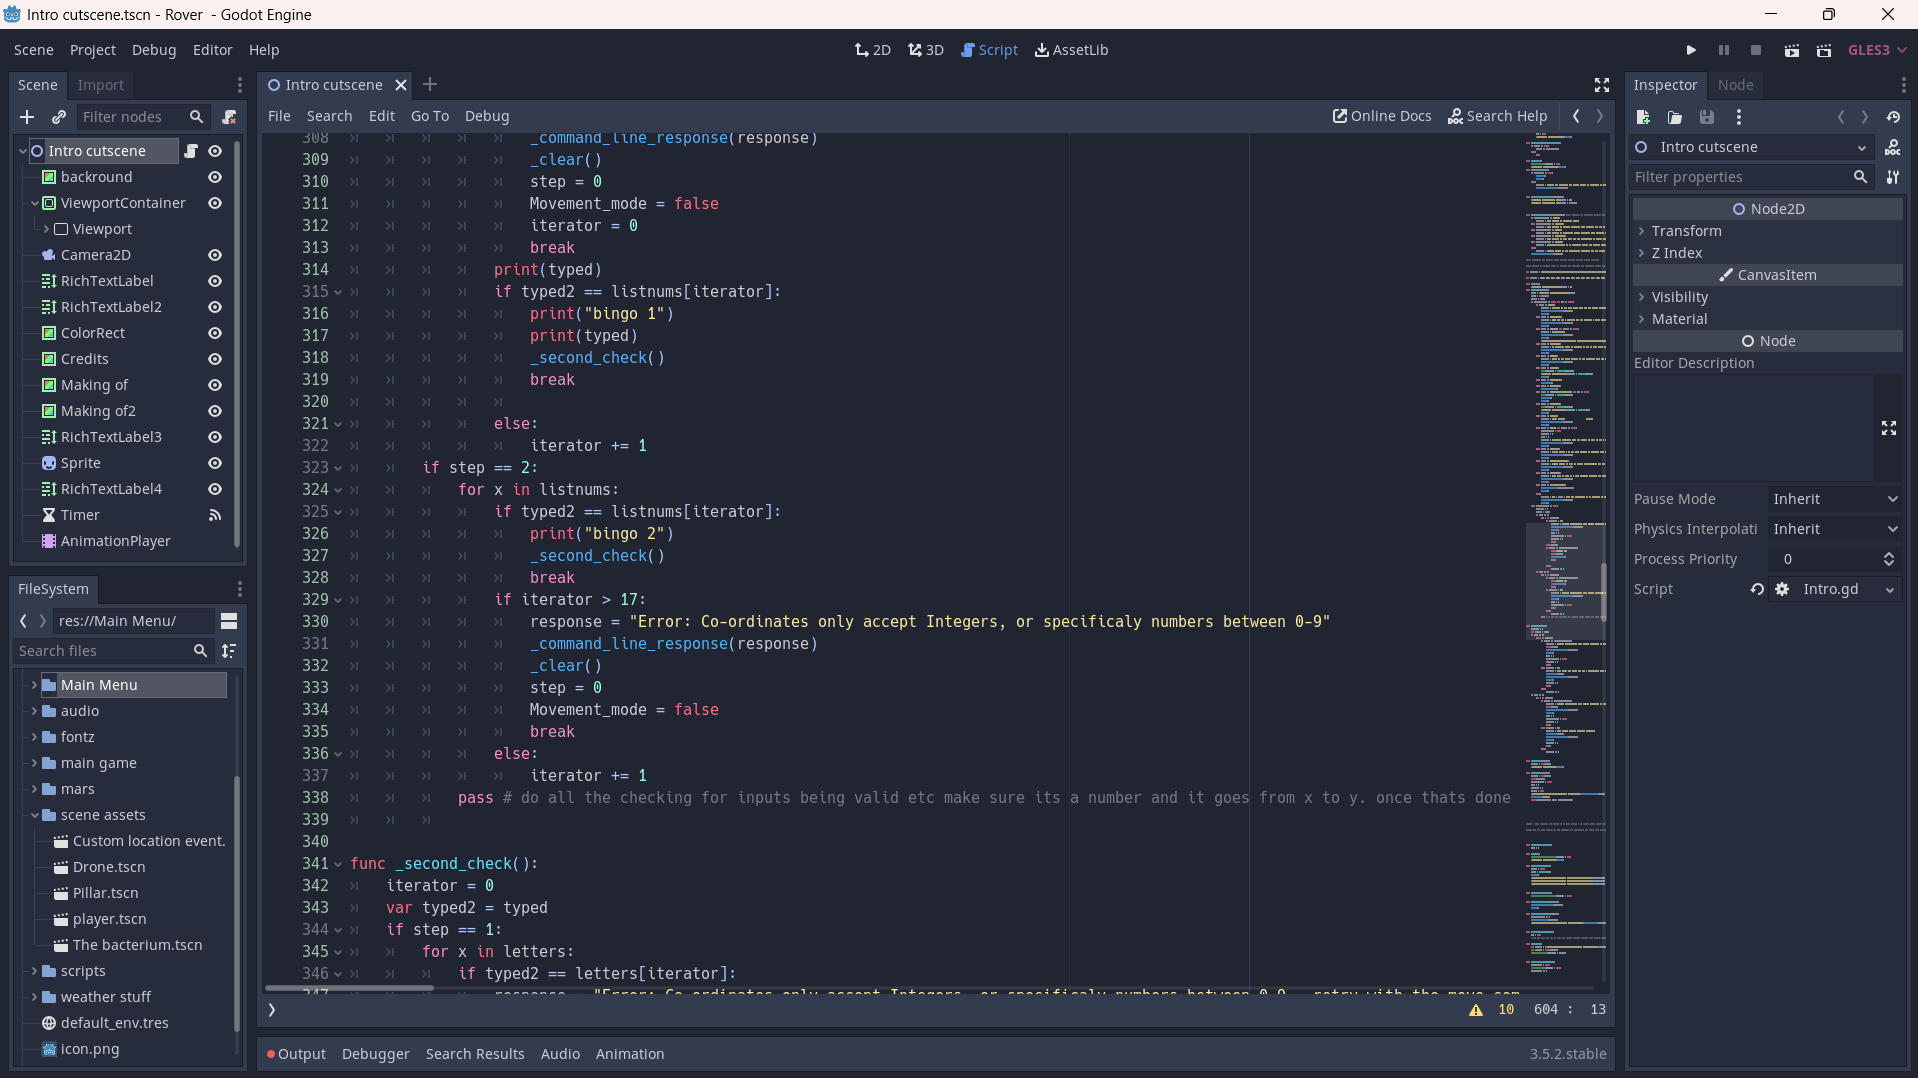 Intro cutscene.tscn - Rover - Godot Engine
Scene Project Debug Editor Help
2D 3D Script AssetLib
GLES3
Scene Import
Filter nodes
Intro cutscene
backround
ViewportContainer
Viewport
Camera2D
RichTextLabel
RichTextLabel2
ColorRect
Credits
Making of
Making of2
RichTextLabel3
Sprite
RichTextLabel4
Timer
AnimationPlayer
FileSystem
res://Main Menu/
Search files
Main Menu
audio
fontz
main game
mars
scene assets
Custom location event.
Drone.tscn
Pillar.tscn
player.tscn
The bacterium.tscn
scripts
weather stuff
default_env.tres
icon.png
Intro cutscene
File Search Edit Go To Debug
Online Docs Search Help
308 _command_line_response(response)
309 _clear()
310 step = 0
311 Movement_mode = false
312 iterator = 0
313 break
314 print(typed)
315 if typed2 == listnums[iterator]:
316 print("bingo 1")
317 print(typed)
318 _second_check()
319 break
320
321 else:
322 iterator += 1
323 if step == 2:
324 for x in listnums:
325 if typed2 == listnums[iterator]:
326 print("bingo 2")
327 _second_check()
328 break
329 if iterator > 17:
330 response = "Error: Co-ordinates only accept Integers, or specificaly numbers between 0-9"
331 _command_line_response(response)
332 _clear()
333 step = 0
334 Movement_mode = false
335 break
336 else:
337 iterator += 1
338 pass # do all the checking for inputs being valid etc make sure its a number and it goes from x to y. once thats done
339
340
341 func _second_check():
342 iterator = 0
343 var typed2 = typed
344 if step == 1:
345 for x in letters:
346 if typed2 == letters[iterator]:
347 response = "Error: Co-ordinates only accept Integers, or specificaly numbers between 0-9
10 604 : 13
Output Debugger Search Results Audio Animation
3.5.2.stable
Inspector Node
Intro cutscene
Filter properties
Node2D
Transform
Z Index
CanvasItem
Visibility
Material
Node
Editor Description
Pause Mode Inherit
Physics Interpolati Inherit
Process Priority 0
Script Intro.gd